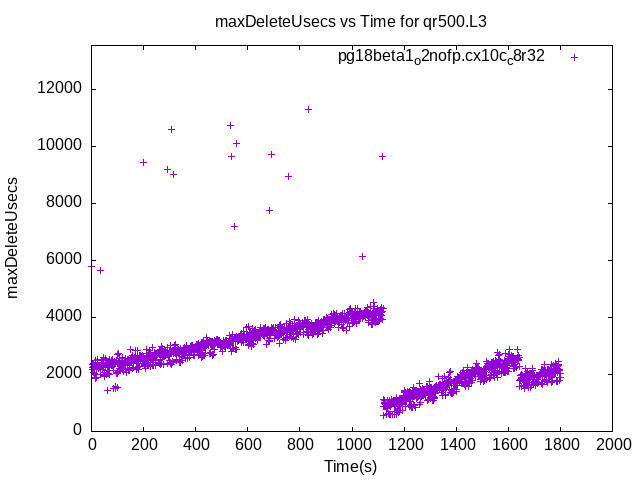 maxDeleteUsecs vs Time for qr500.L3
pg18beta1o2nofp.cx10cc8r32
12000
10000
8000
6000
4000
2000
0
maxDeleteUsecs
0 200 400 600 800 1000 1200 1400 1600 1800 2000
Time(s)